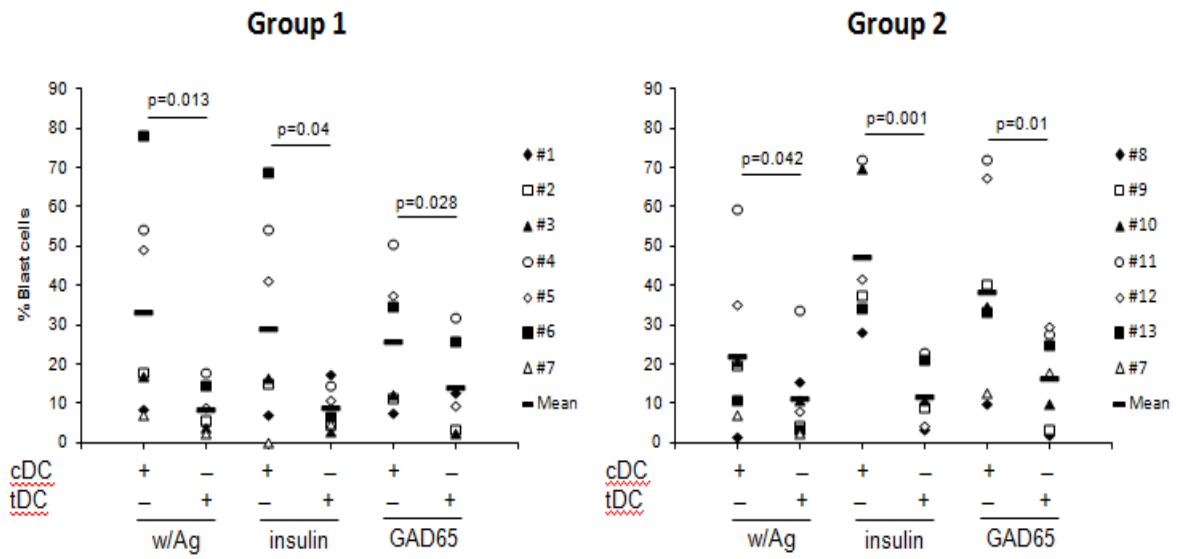 Group 1
Group 2
% Blast cells
90
80
70
60
50
40
30
20
10
0
p=0.013
p=0.04
p=0.028
#1
#2
#3
#4
#5
#6
#7
Mean
cDC + – + – + –
tDC – + – + – +
w/Ag insulin GAD65
90
80
70
60
50
40
30
20
10
0
p=0.042
p=0.001
p=0.01
#8
#9
#10
#11
#12
#13
#7
Mean
cDC + – + – + –
tDC – + – + – +
w/Ag insulin GAD65